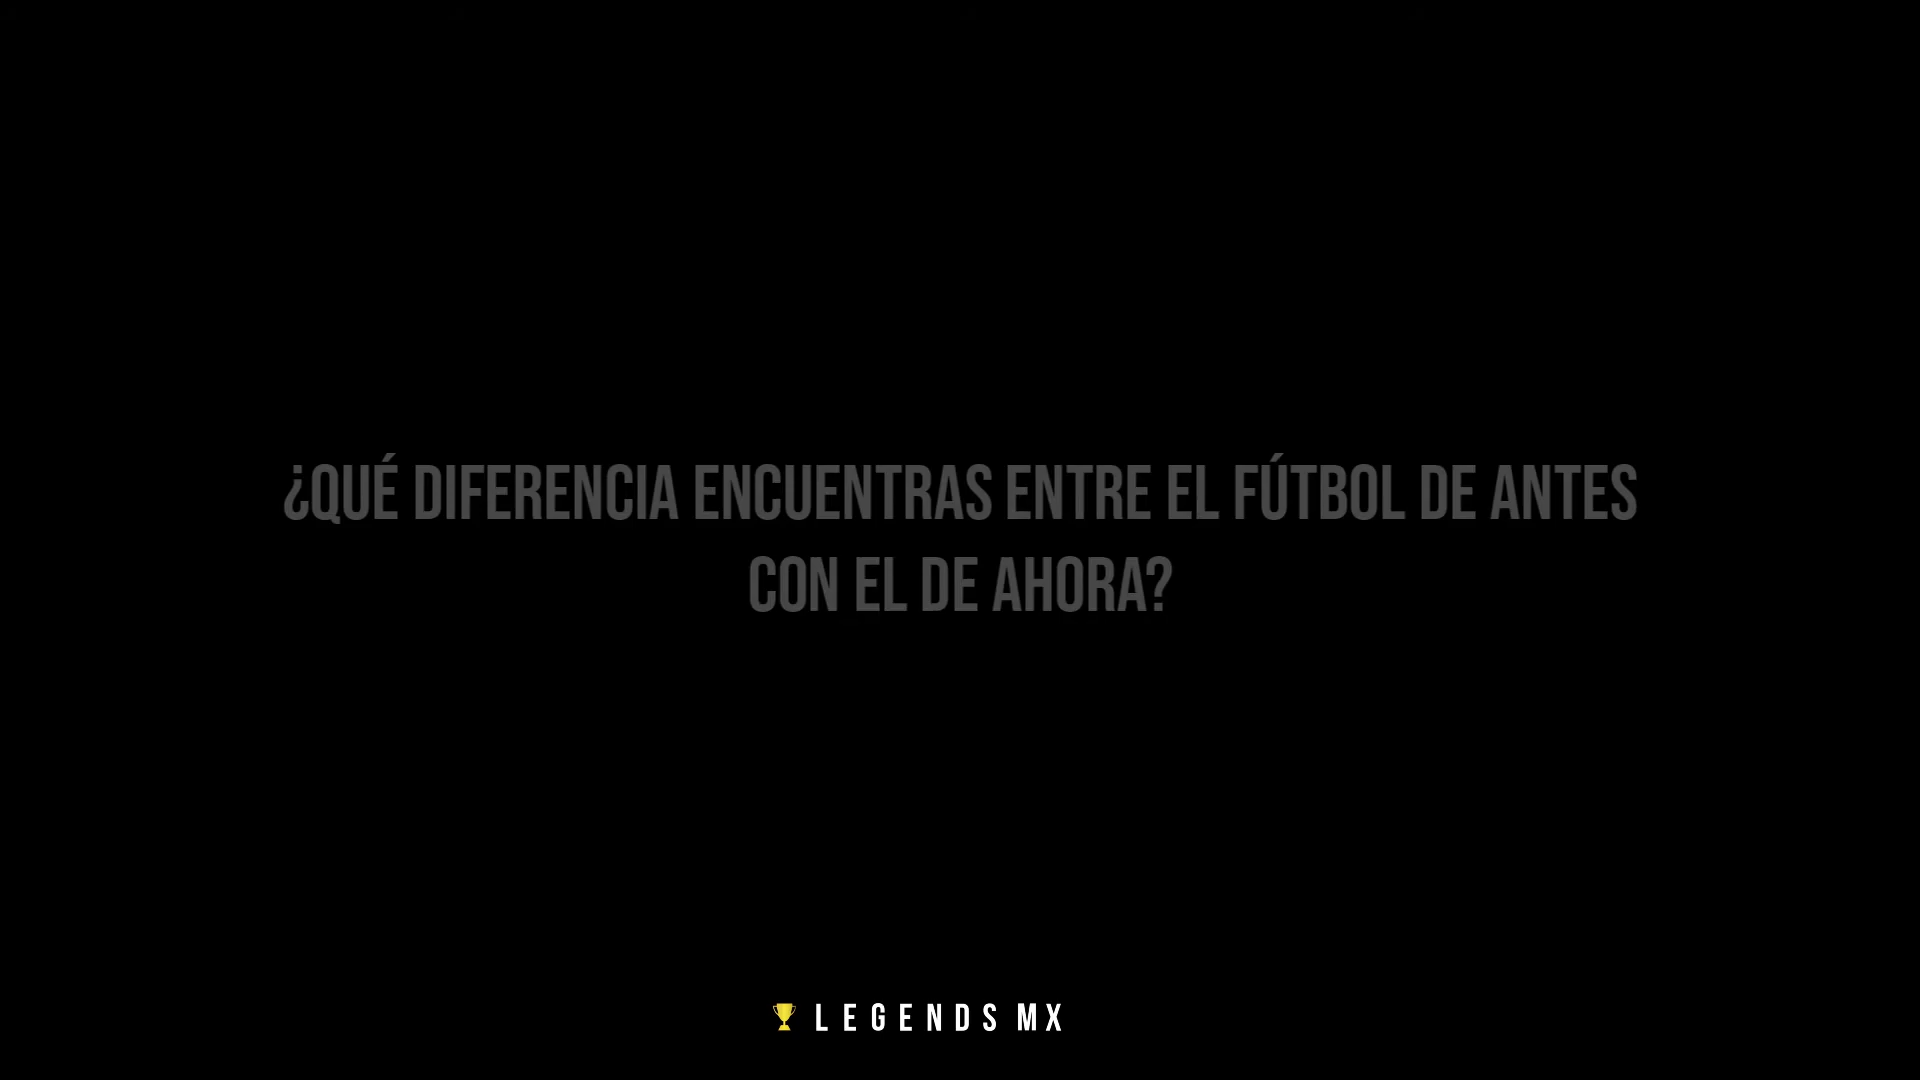 ¿QUÉ DIFERENCIA ENCUENTRAS ENTRE EL FÚTBOL DE ANTES
CON EL DE AHORA?
LEGENDS MX